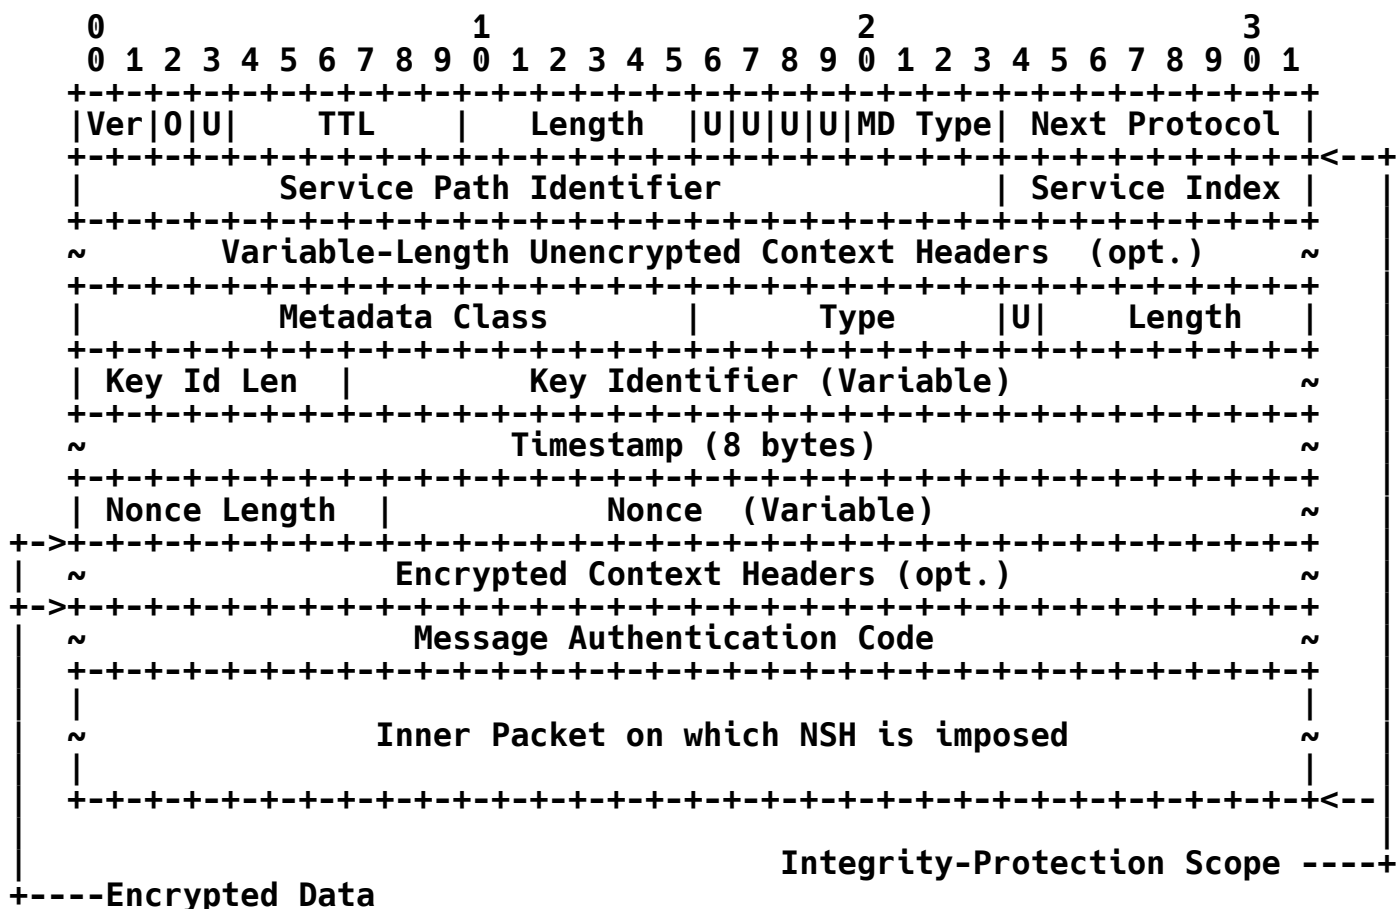 0                   1                   2                   3
    0 1 2 3 4 5 6 7 8 9 0 1 2 3 4 5 6 7 8 9 0 1 2 3 4 5 6 7 8 9 0 1
   +-+-+-+-+-+-+-+-+-+-+-+-+-+-+-+-+-+-+-+-+-+-+-+-+-+-+-+-+-+-+-+-+
   |Ver|O|U|    TTL    |   Length  |U|U|U|U|MD Type| Next Protocol |
   +-+-+-+-+-+-+-+-+-+-+-+-+-+-+-+-+-+-+-+-+-+-+-+-+-+-+-+-+-+-+-+-+<--+
   |          Service Path Identifier              | Service Index |   |
   +-+-+-+-+-+-+-+-+-+-+-+-+-+-+-+-+-+-+-+-+-+-+-+-+-+-+-+-+-+-+-+-+   |
   ~       Variable-Length Unencrypted Context Headers  (opt.)     ~   |
   +-+-+-+-+-+-+-+-+-+-+-+-+-+-+-+-+-+-+-+-+-+-+-+-+-+-+-+-+-+-+-+-+   |
   |          Metadata Class       |      Type     |U|    Length   |   |
   +-+-+-+-+-+-+-+-+-+-+-+-+-+-+-+-+-+-+-+-+-+-+-+-+-+-+-+-+-+-+-+-+   |
   | Key Id Len  |         Key Identifier (Variable)               ~   |
   +-+-+-+-+-+-+-+-+-+-+-+-+-+-+-+-+-+-+-+-+-+-+-+-+-+-+-+-+-+-+-+-+   |
   ~                      Timestamp (8 bytes)                      ~   |
   +-+-+-+-+-+-+-+-+-+-+-+-+-+-+-+-+-+-+-+-+-+-+-+-+-+-+-+-+-+-+-+-+   |
   | Nonce Length  |           Nonce  (Variable)                   ~   |
+->+-+-+-+-+-+-+-+-+-+-+-+-+-+-+-+-+-+-+-+-+-+-+-+-+-+-+-+-+-+-+-+-+   |
|  ~                Encrypted Context Headers (opt.)               ~   |
+->+-+-+-+-+-+-+-+-+-+-+-+-+-+-+-+-+-+-+-+-+-+-+-+-+-+-+-+-+-+-+-+-+   |
|  ~                 Message Authentication Code                   ~   |
|  +-+-+-+-+-+-+-+-+-+-+-+-+-+-+-+-+-+-+-+-+-+-+-+-+-+-+-+-+-+-+-+-+   |
|  |                                                               |   |
|  ~               Inner Packet on which NSH is imposed            ~   |
|  |                                                               |   |
|  +-+-+-+-+-+-+-+-+-+-+-+-+-+-+-+-+-+-+-+-+-+-+-+-+-+-+-+-+-+-+-+-+<--|
|                                                                      |
|                                       Integrity-Protection Scope ----+
+----Encrypted Data